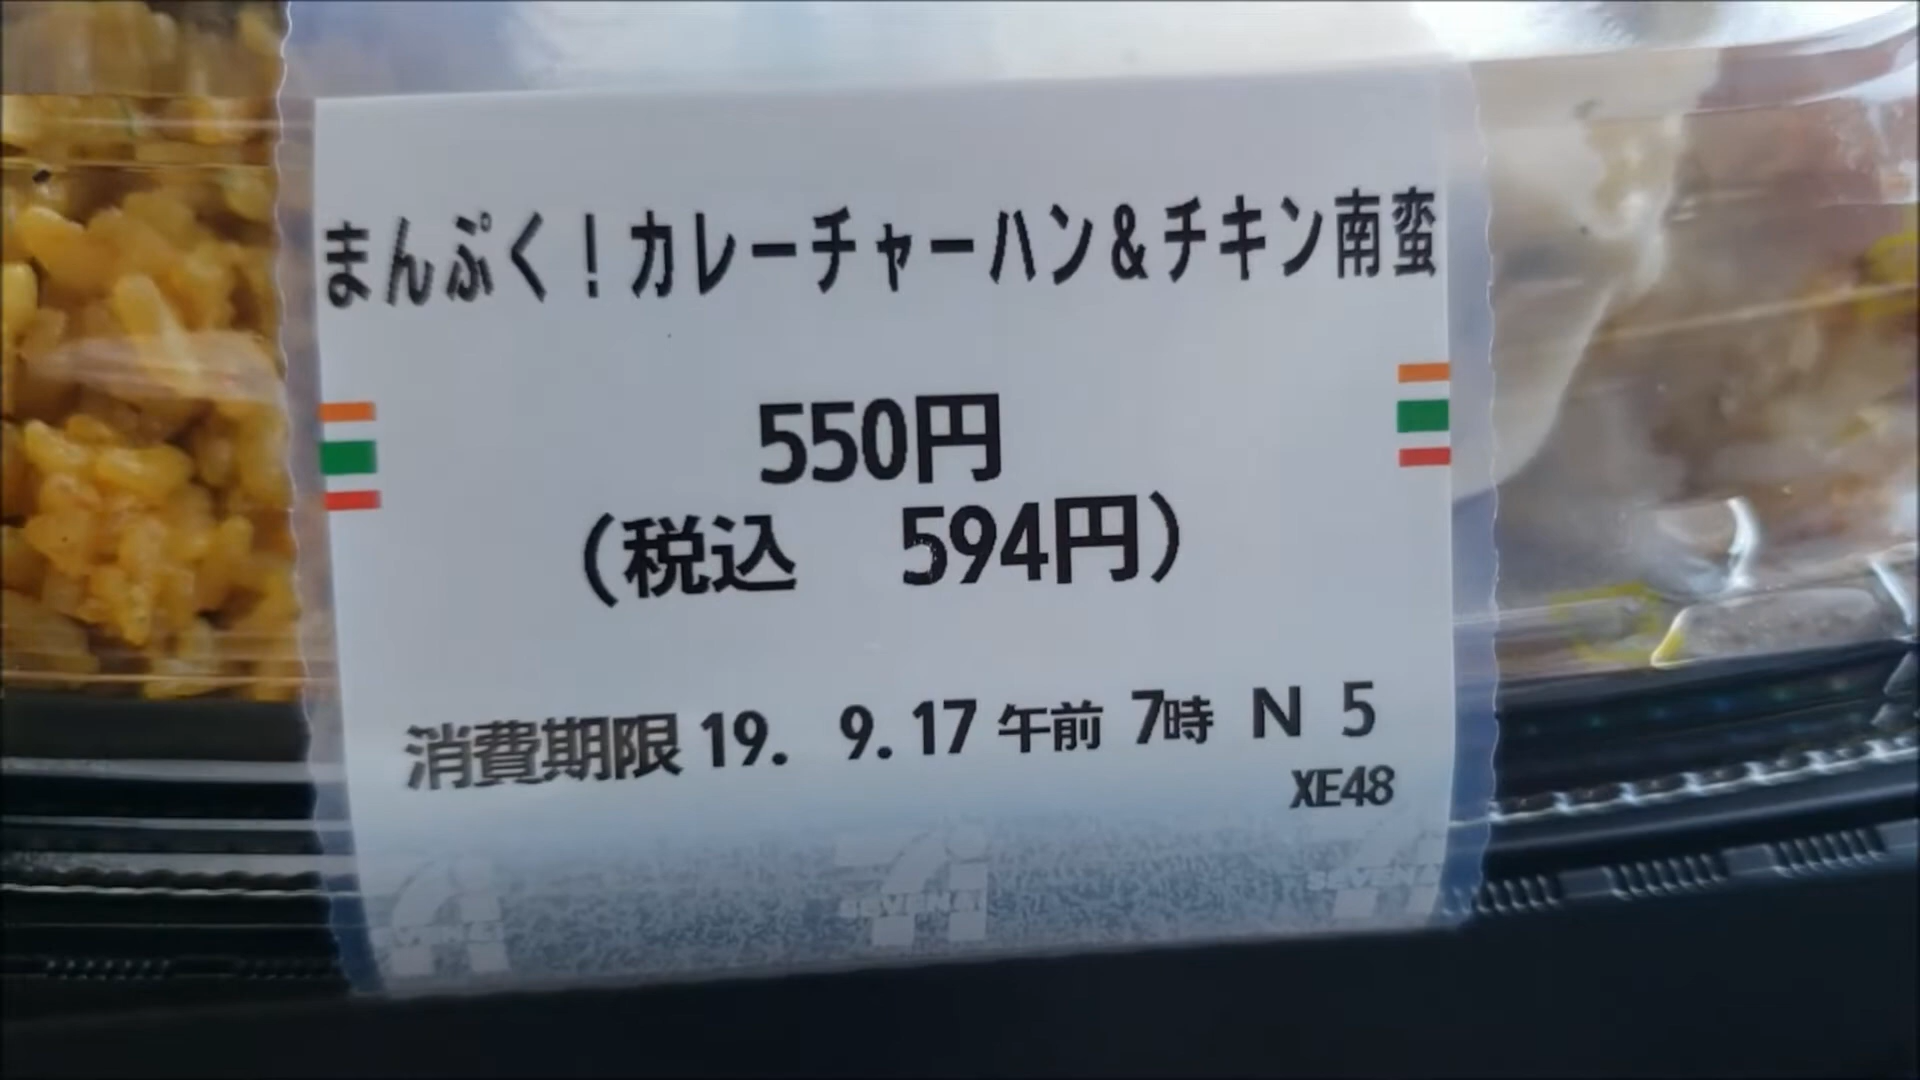 まんぷく！カレーチャーハン＆チキン南蛮
550円
（税込　594円）
消費期限 19. 9. 17 午前 7時 N 5
XE48
SEVEN